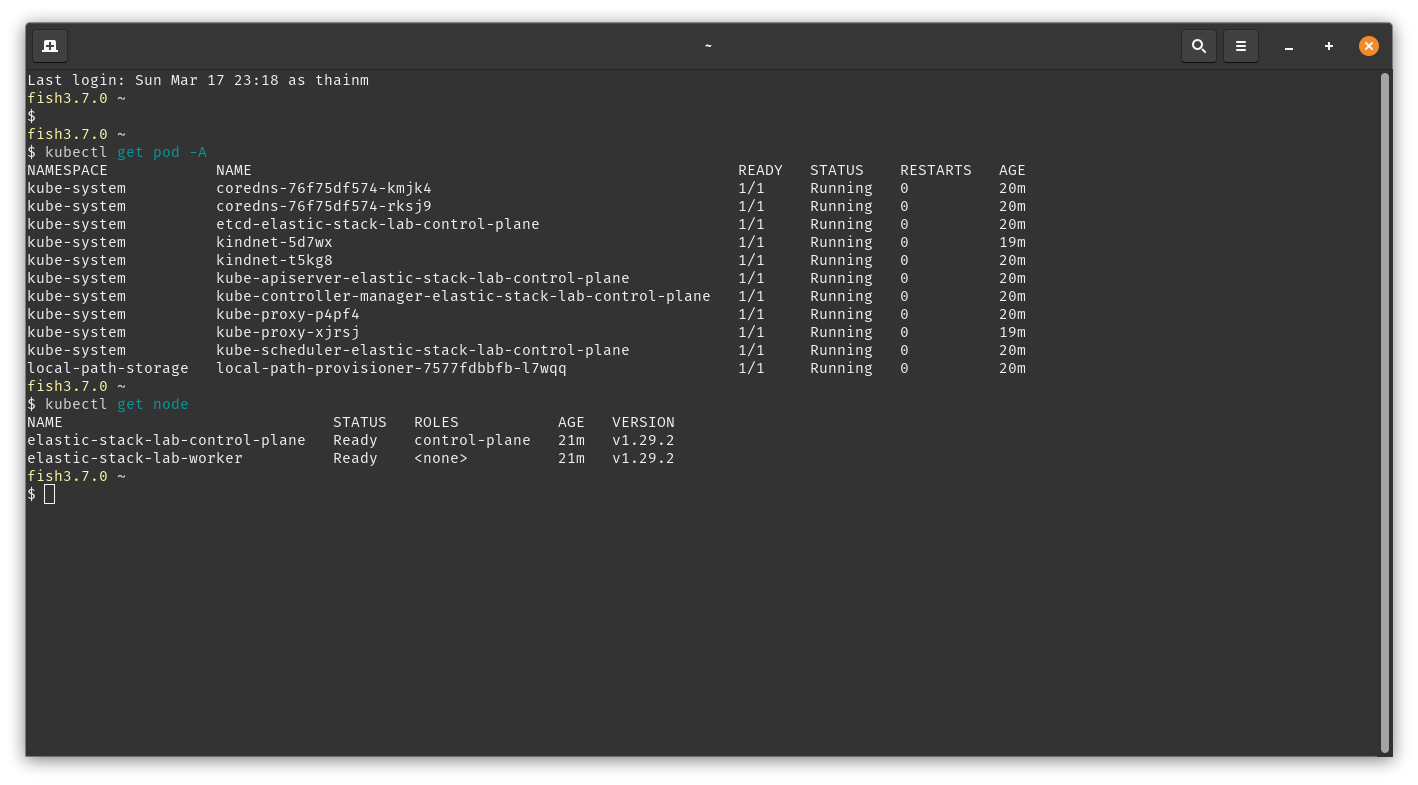 ~
Last login: Sun Mar 17 23:18 as thainm
fish3.7.0 ~
$
fish3.7.0 ~
$ kubectl get pod -A
NAMESPACE            NAME                                                      READY   STATUS    RESTARTS   AGE
kube-system          coredns-76f75df574-kmjk4                                  1/1     Running   0          20m
kube-system          coredns-76f75df574-rksj9                                  1/1     Running   0          20m
kube-system          etcd-elastic-stack-lab-control-plane                      1/1     Running   0          20m
kube-system          kindnet-5d7wx                                             1/1     Running   0          19m
kube-system          kindnet-t5kg8                                             1/1     Running   0          20m
kube-system          kube-apiserver-elastic-stack-lab-control-plane            1/1     Running   0          20m
kube-system          kube-controller-manager-elastic-stack-lab-control-plane   1/1     Running   0          20m
kube-system          kube-proxy-p4pf4                                          1/1     Running   0          20m
kube-system          kube-proxy-xjrsj                                          1/1     Running   0          19m
kube-system          kube-scheduler-elastic-stack-lab-control-plane            1/1     Running   0          20m
local-path-storage   local-path-provisioner-7577fdbbfb-l7wqq                   1/1     Running   0          20m
fish3.7.0 ~
$ kubectl get node
NAME                              STATUS   ROLES           AGE   VERSION
elastic-stack-lab-control-plane   Ready    control-plane   21m   v1.29.2
elastic-stack-lab-worker          Ready    <none>          21m   v1.29.2
fish3.7.0 ~
$